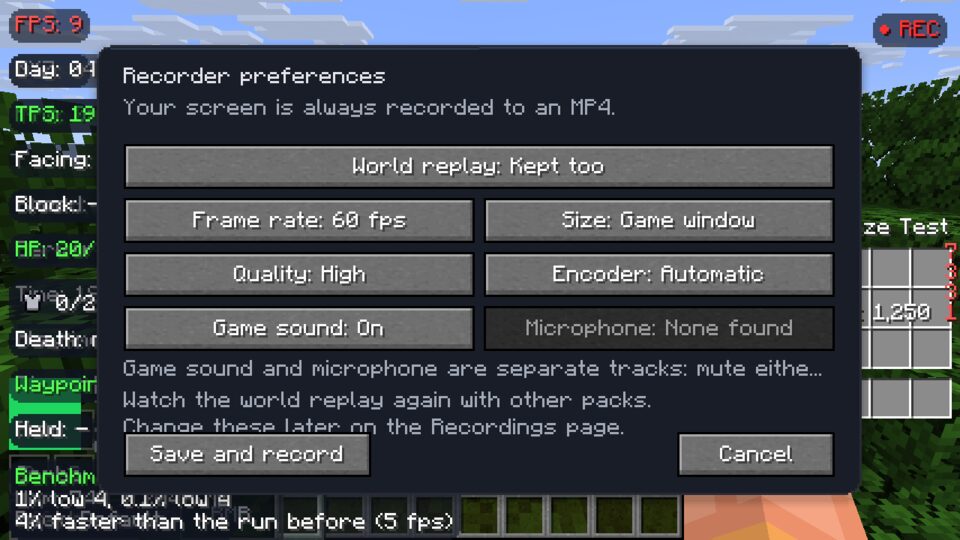 FPS: 9
● REC
Day: 04
Recorder preferences
Your screen is always recorded to an MP4.
TPS: 19
Facing:
World replay: Kept too
Block: -
Frame rate: 60 fps
Size: Game window
ze Test
HP: 20/
Quality: High
Encoder: Automatic
0/2
1,250
Game sound: On
Microphone: None found
Death:
Game sound and microphone are separate tracks: mute eithe...
Waypoin
Watch the world replay again with other packs.
Held: -
Change these later on the Recordings page.
Save and record
Cancel
Benchm
1% low 4, 0.1% low 4
4% faster than the run before (5 fps)